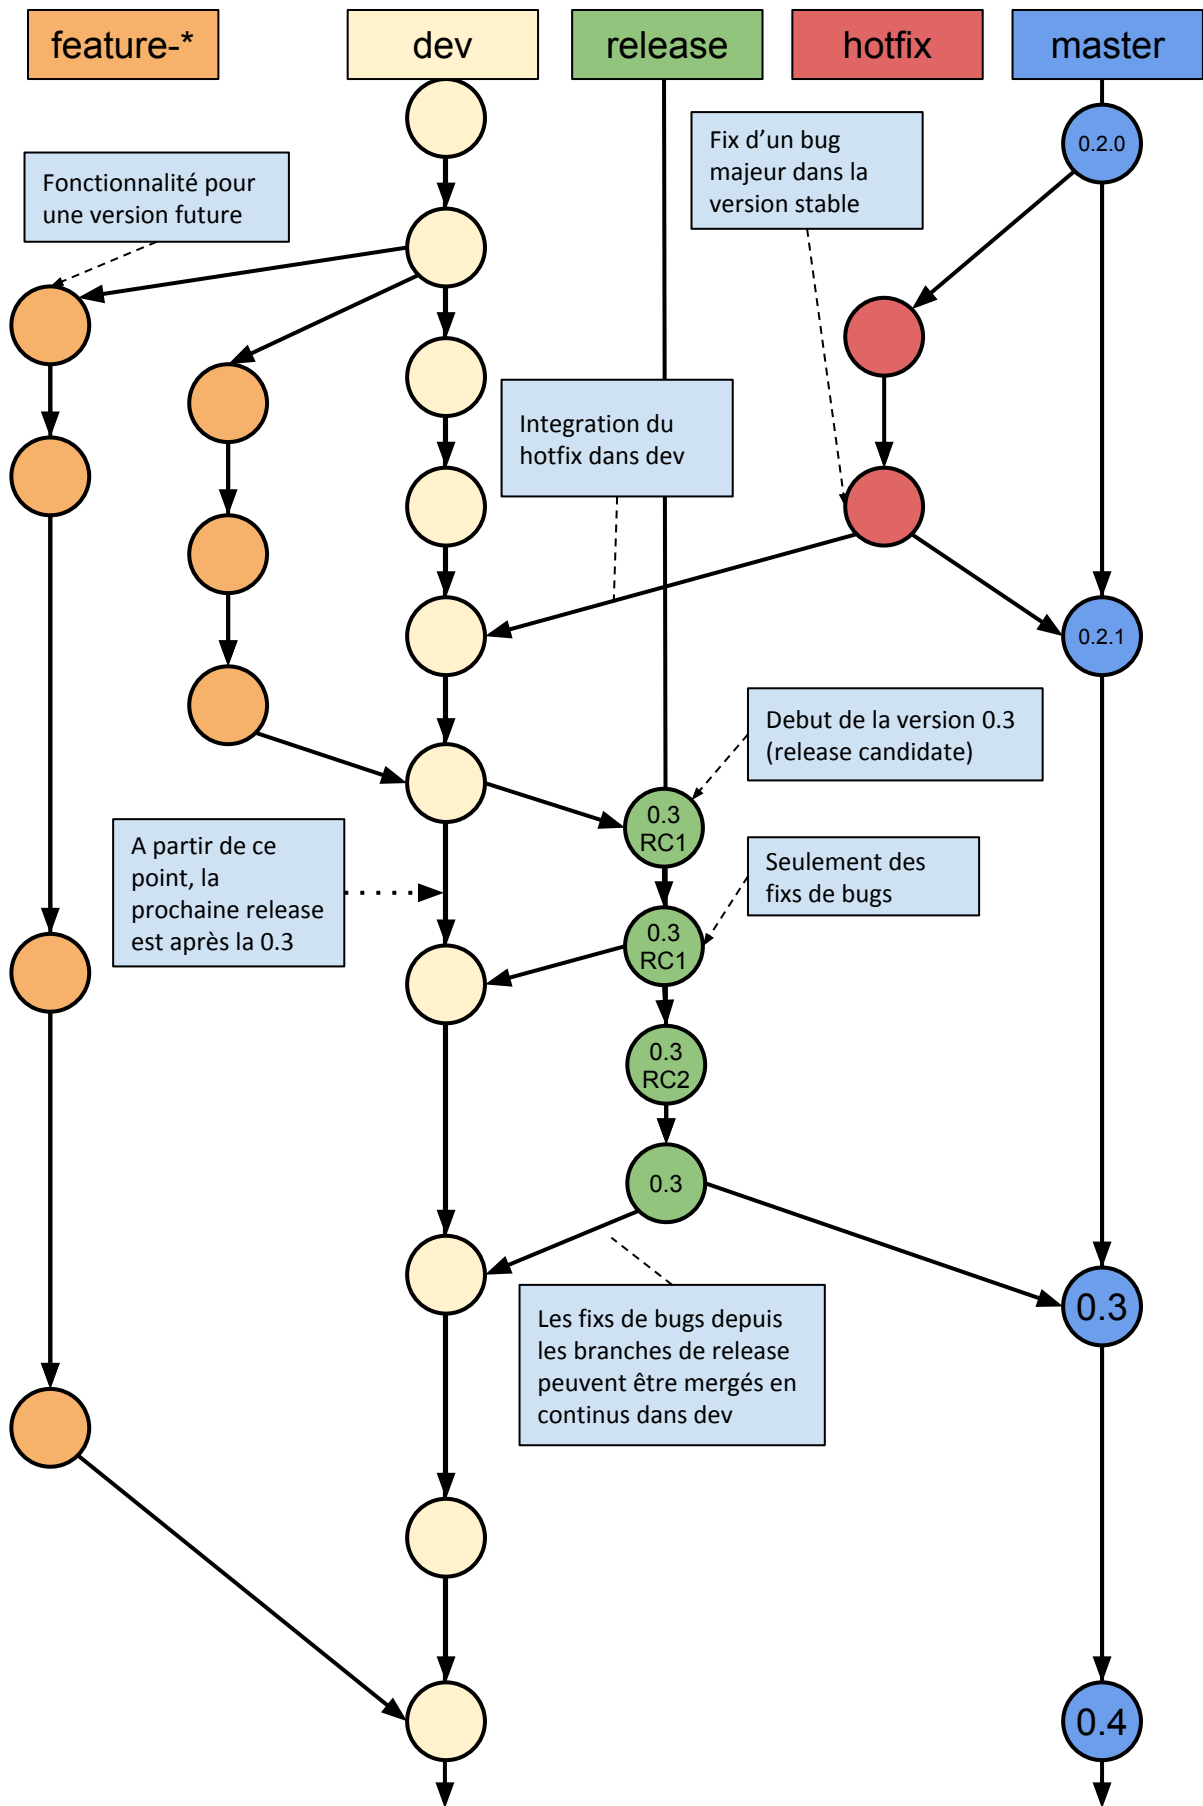 feature-*
dev
release
hotfix
master
0.2.0
Fix d’un bug
majeur dans la
version stable
Fonctionnalité pour
une version future
Integration du
hotfix dans dev
0.2.1
Debut de la version 0.3
(release candidate)
0.3
RC1
A partir de ce
point, la
prochaine release
est après la 0.3
Seulement des
fixs de bugs
0.3
RC1
0.3
RC2
0.3
0.3
Les fixs de bugs depuis
les branches de release
peuvent être mergés en
continus dans dev
0.4